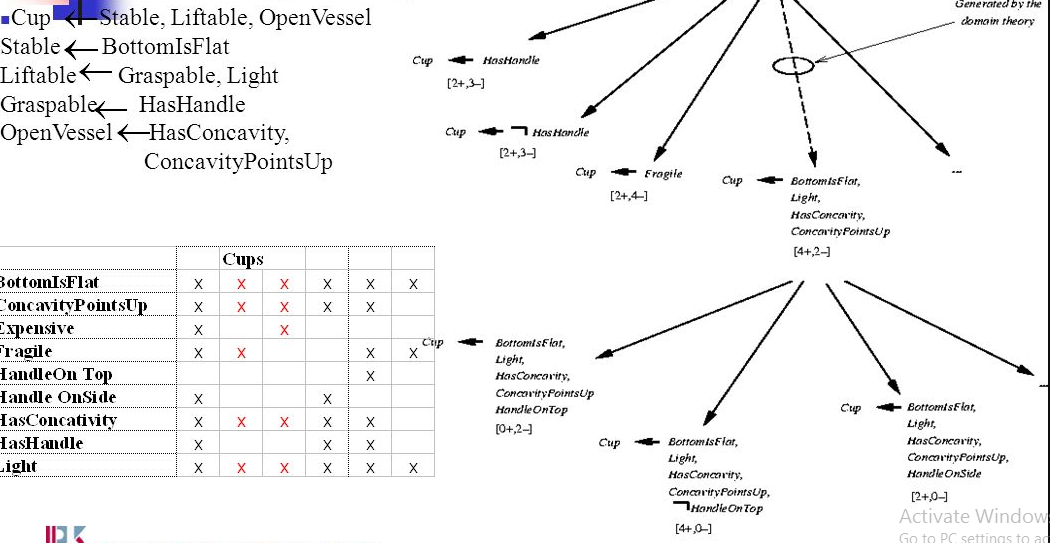 Cup ← Stable, Liftable, OpenVessel
Stable ← BottomIsFlat
Liftable ← Graspable, Light
Graspable ← HasHandle
OpenVessel ← HasConcavity,
ConcavityPointsUp
Generated by the
domain theory
Cup ← HasHandle
[2+,3–]
Cup ← ¬ HasHandle
[2+,3–]
Cup ← Fragile
[2+,4–]
Cup ← BottomIsFlat,
Light,
HasConcavity,
ConcavityPointsUp
[4+,2–]
...
Cups
BottomIsFlat X X X X X X
ConcavityPointsUp X X X X X
Expensive X X
Fragile X X X X
HandleOn Top X
Handle OnSide X X
HasConcativity X X X X X
HasHandle X X X
Light X X X X X X
Cup ← BottomIsFlat,
Light,
HasConcavity,
ConcavityPointsUp
HandleOnTop
[0+,2–]
Cup ← BottomIsFlat,
Light,
HasConcavity,
ConcavityPointsUp,
¬HandleOnTop
[4+,0–]
Cup ← BottomIsFlat,
Light,
HasConcavity,
ConcavityPointsUp,
HandleOnSide
[2+,0–]
...
Activate Window
Go to PC settings to ac